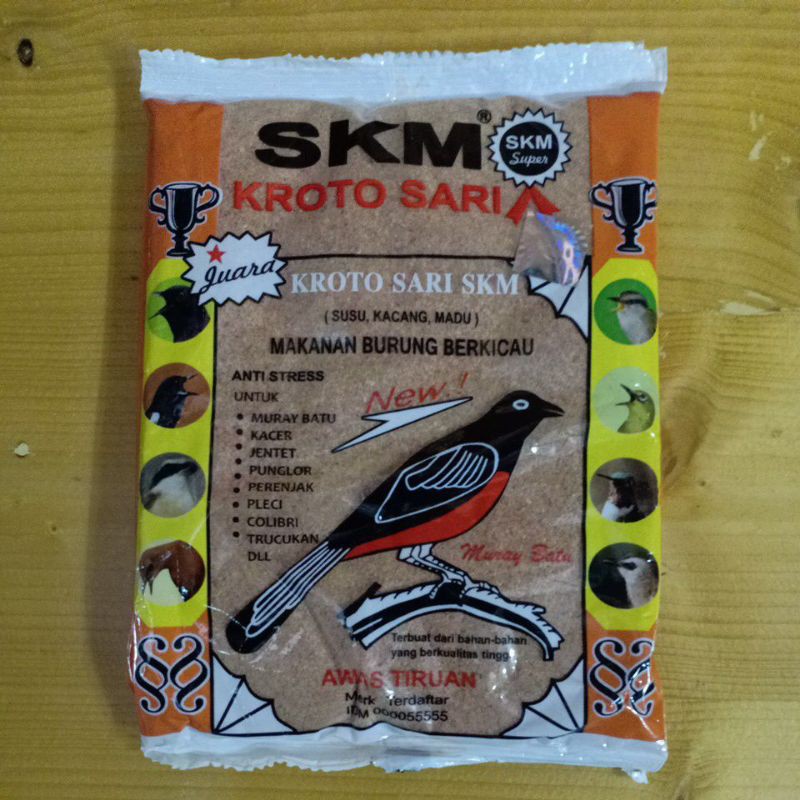 SKM®
SKM
Super
KROTO SARI
Juara
KROTO SARI SKM
( SUSU, KACANG, MADU )
MAKANAN BURUNG BERKICAU
ANTI STRESS
UNTUK
• MURAY BATU
• KACER
• JENTET
• PUNGLOR
• PERENJAK
• PLECI
• COLIBRI
• TRUCUKAN
DLL
New.!
Muray Batu
Terbuat dari bahan-bahan
yang berkualitas tinggi
AWAS TIRUAN
Merk Terdaftar
IDM 000055555